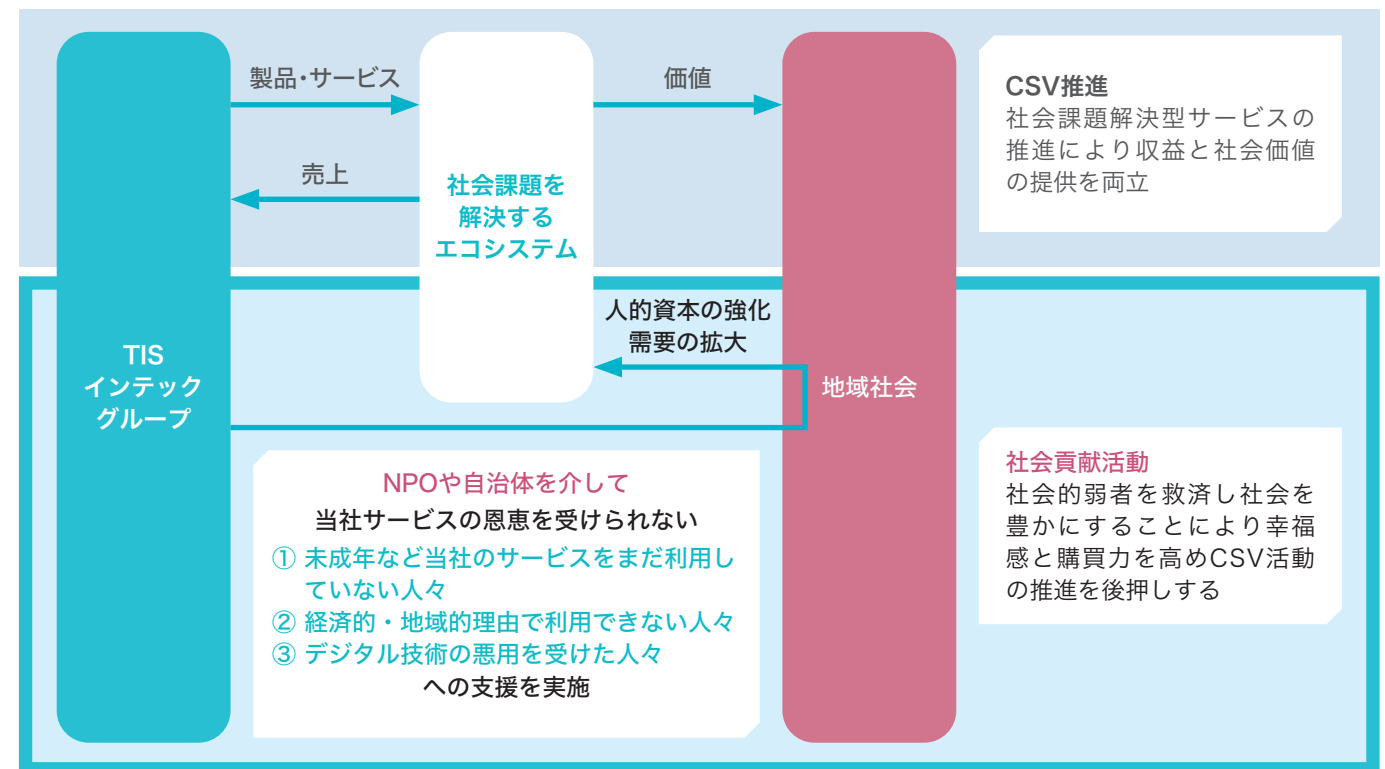 製品・サービス
価値
売上
社会課題を
解決する
エコシステム
CSV推進
社会課題解決型サービスの
推進により収益と社会価値
の提供を両立
TIS
インテック
グループ
人的資本の強化
需要の拡大
地域社会
NPOや自治体を介して
当社サービスの恩恵を受けられない
① 未成年など当社のサービスをまだ利用し
ていない人々
② 経済的・地域的理由で利用できない人々
③ デジタル技術の悪用を受けた人々
への支援を実施
社会貢献活動
社会的弱者を救済し社会を
豊かにすることにより幸福
感と購買力を高めCSV活動
の推進を後押しする